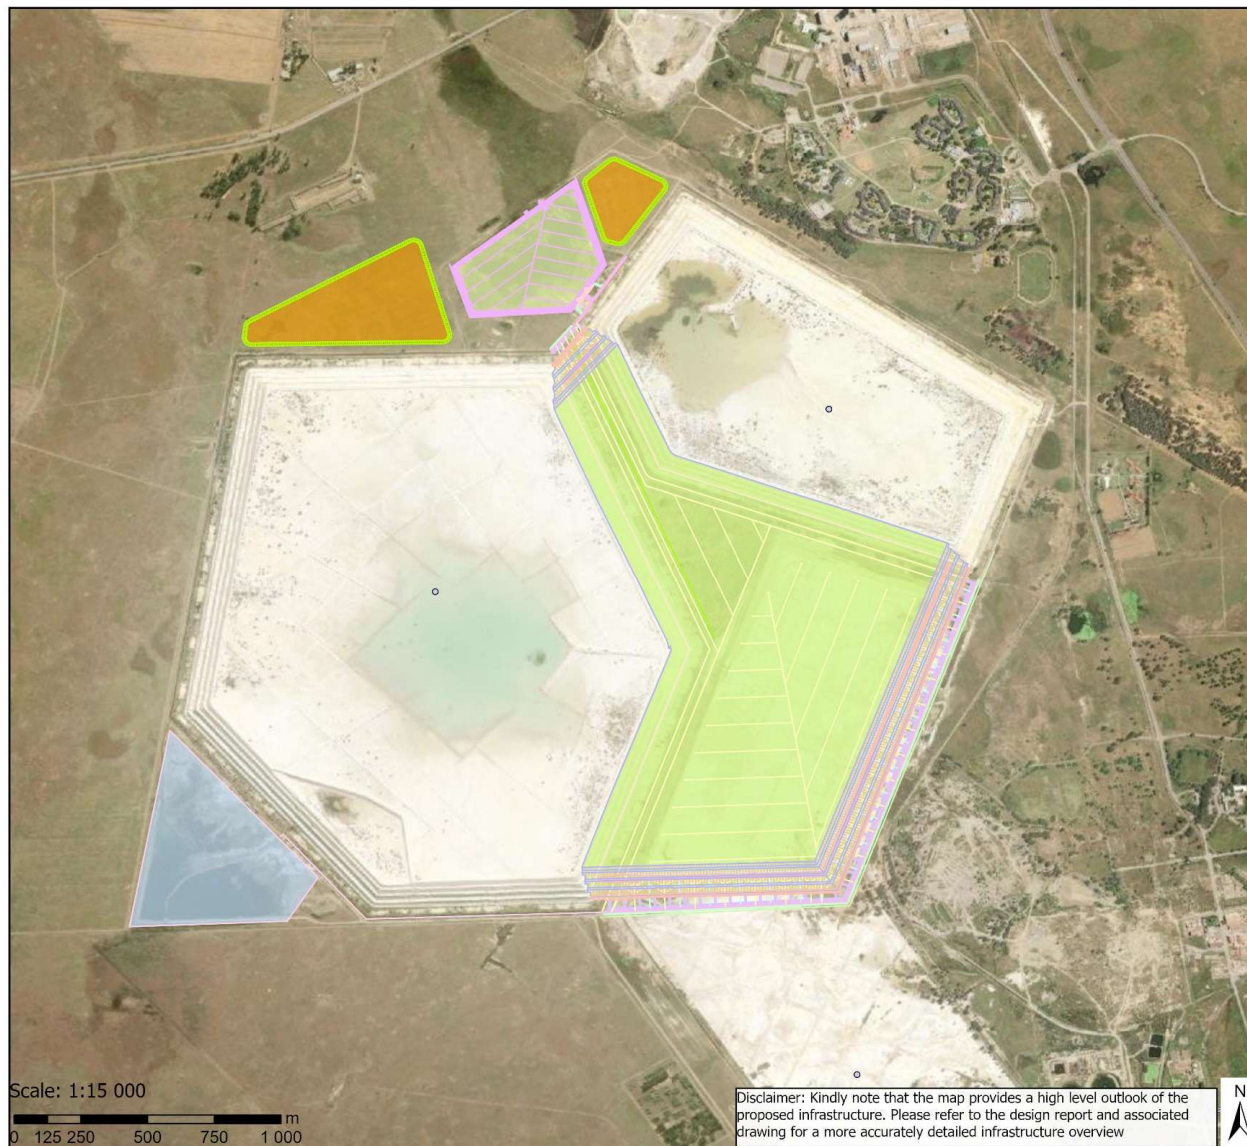 Scale: 1:15 000
m
0 125 250 500 750 1 000
Disclaimer: Kindly note that the map provides a high level outlook of the
proposed infrastructure. Please refer to the design report and associated
drawing for a more accurately detailed infrastructure overview
N